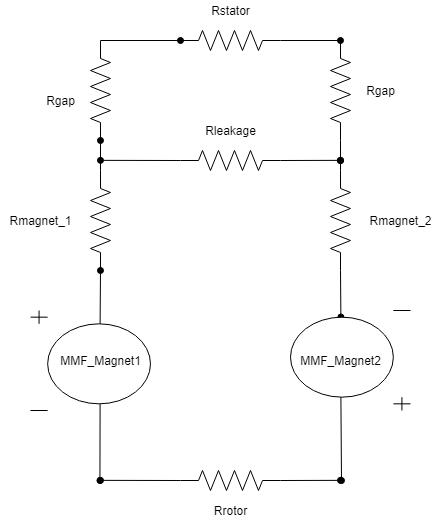 Rstator
Rgap
Rgap
Rleakage
Rmagnet_1
Rmagnet_2
+
—
MMF_Magnet1
MMF_Magnet2
—
+
Rrotor